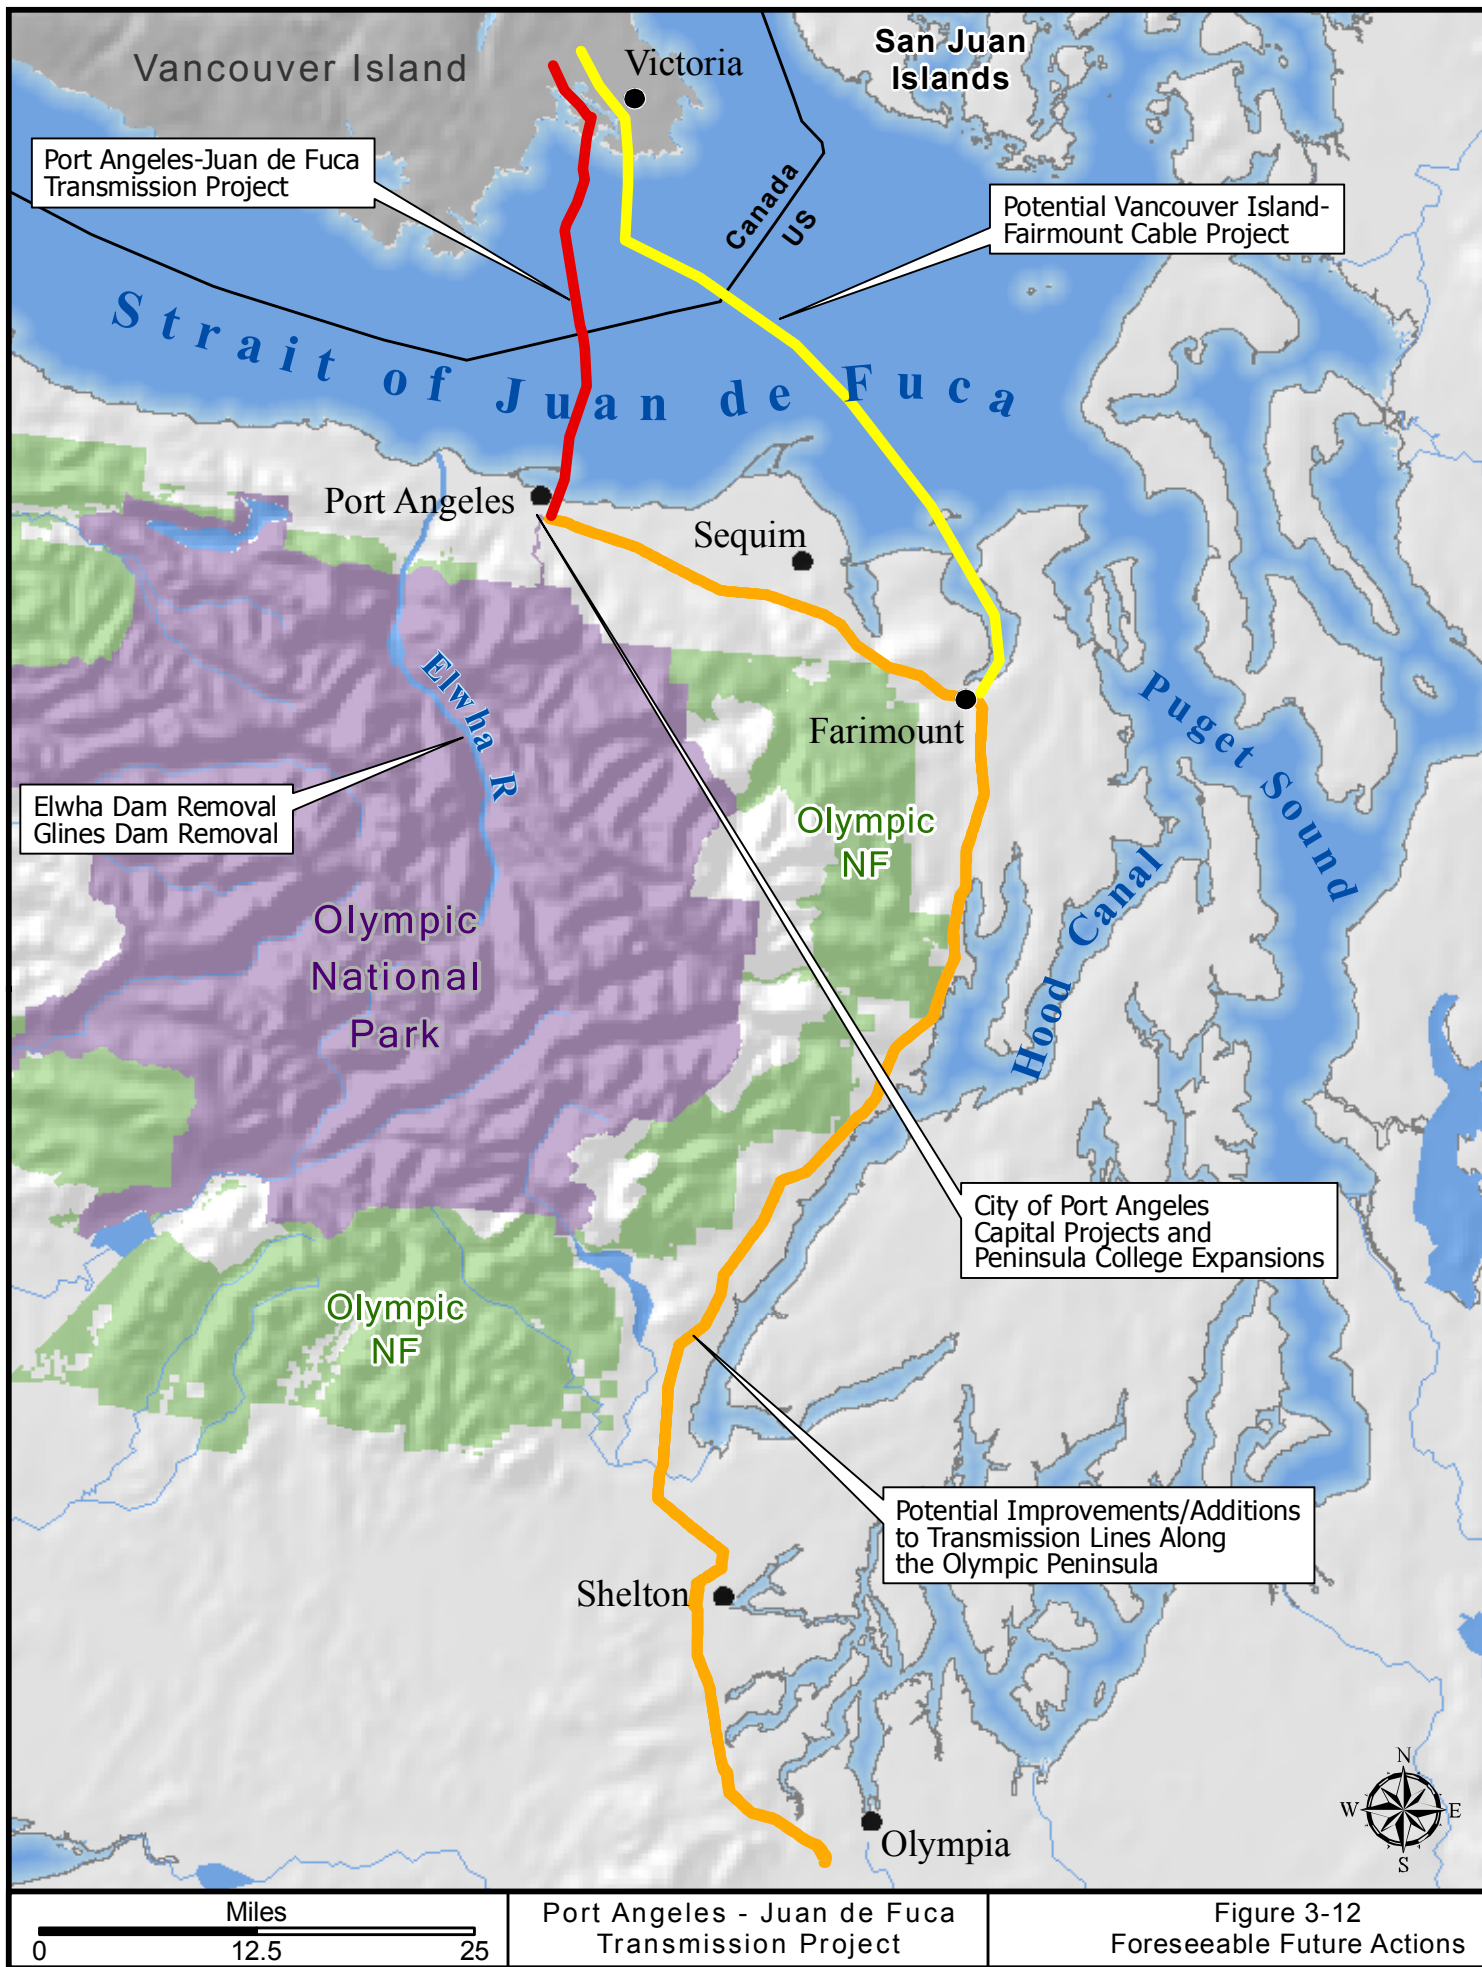 Vancouver Island
Victoria
San Juan
Islands
Port Angeles-Juan de Fuca
Transmission Project
Canada
US
Potential Vancouver Island-
Fairmount Cable Project
Strait of Juan de Fuca
Port Angeles
Sequim
Elwha R
Farimount
Puget Sound
Elwha Dam Removal
Glines Dam Removal
Olympic
NF
Olympic
National
Park
Hood Canal
City of Port Angeles
Capital Projects and
Peninsula College Expansions
Olympic
NF
Potential Improvements/Additions
to Transmission Lines Along
the Olympic Peninsula
Shelton
Olympia
N
W E
S
Miles
0 12.5 25
Port Angeles - Juan de Fuca
Transmission Project
Figure 3-12
Foreseeable Future Actions